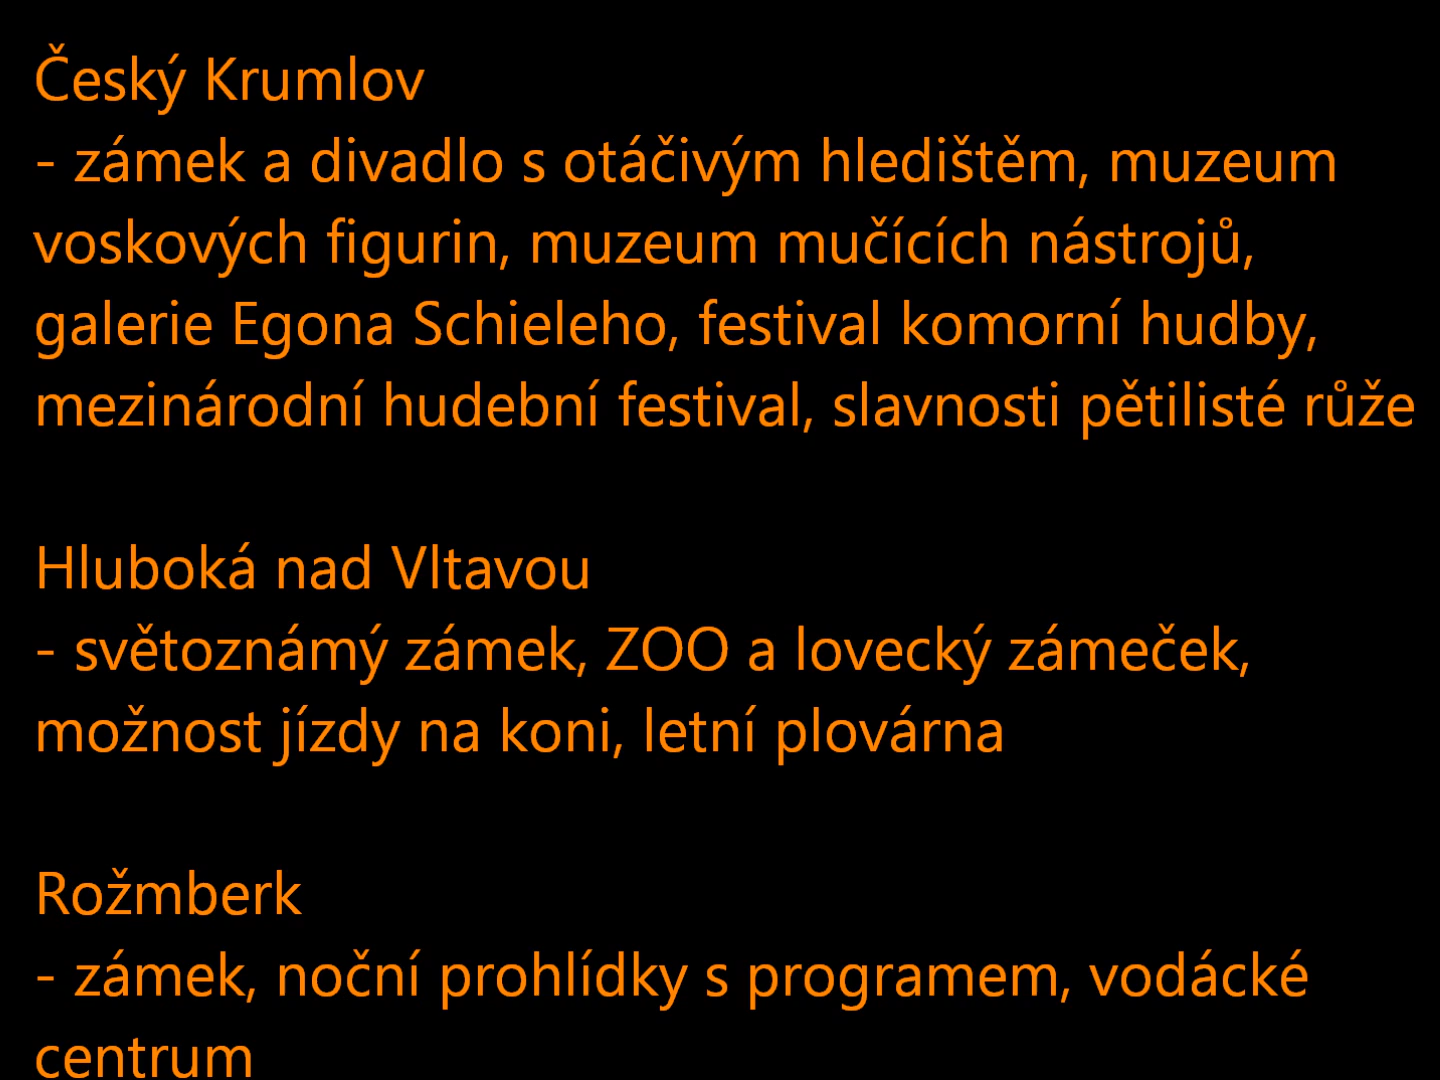 Český Krumlov
- zámek a divadlo s otáčivým hledištěm, muzeum
voskových figurin, muzeum mučících nástrojů,
galerie Egona Schieleho, festival komorní hudby,
mezinárodní hudební festival, slavnosti pětilisté růže
Hluboká nad Vltavou
- světoznámý zámek, ZOO a lovecký zámeček,
možnost jízdy na koni, letní plovárna
Rožmberk
- zámek, noční prohlídky s programem, vodácké
centrum